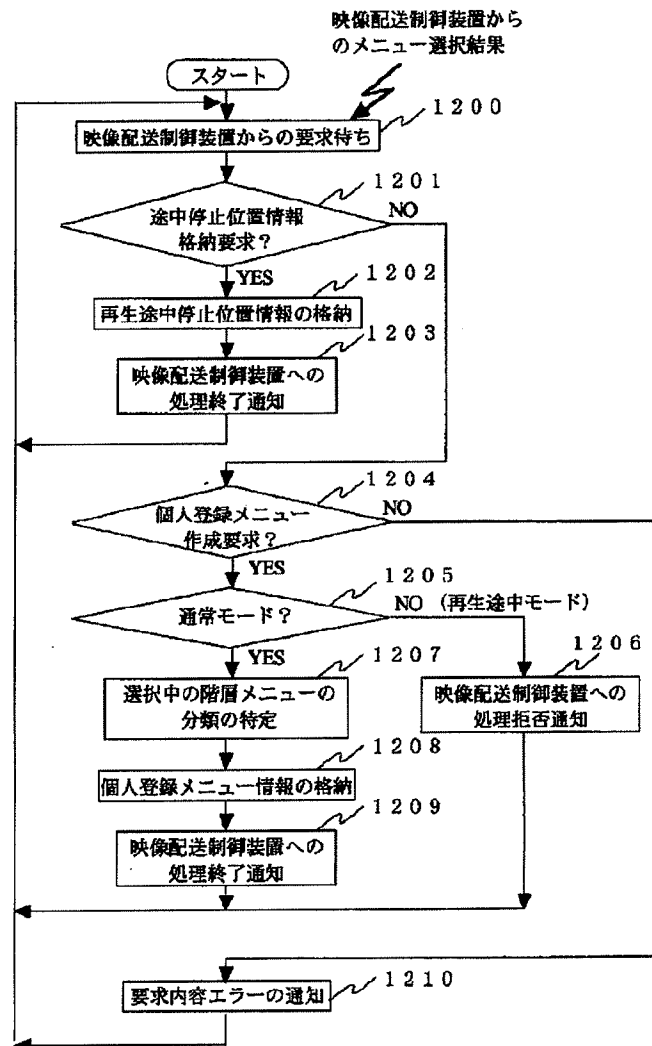 映像配送制御装置から
のメニュー選択結果
スタート
1200
映像配送制御装置からの要求待ち
1201
途中停止位置情報
格納要求？
NO
YES
1202
再生途中停止位置情報の格納
1203
映像配送制御装置への
処理終了通知
1204
個人登録メニュー
作成要求？
NO
YES
1205
通常モード？
NO （再生途中モード）
YES
1206
映像配送制御装置への
処理拒否通知
1207
選択中の階層メニューの
分類の特定
1208
個人登録メニュー情報の格納
1209
映像配送制御装置への
処理終了通知
1210
要求内容エラーの通知